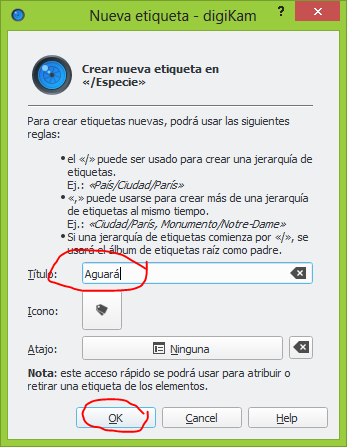 Nueva etiqueta - digiKam
?
Crear nueva etiqueta en
«/Especie»
Para crear etiquetas nuevas, podrá usar las siguientes
reglas:
• el «/» puede ser usado para crear una jerarquía de
etiquetas.
Ej.: «País/Ciudad/París»
• «,» puede usarse para crear más de una jerarquía
de etiquetas al mismo tiempo.
Ej.: «Ciudad/París, Monumento/Notre-Dame»
• Si una jerarquía de etiquetas comienza por «/», se
usará el álbum de etiquetas raíz como padre.
Título: Aguará
Icono:
Atajo: Ninguna
Nota: este acceso rápido se podrá usar para atribuir o
retirar una etiqueta de los elementos.
OK Cancel Help